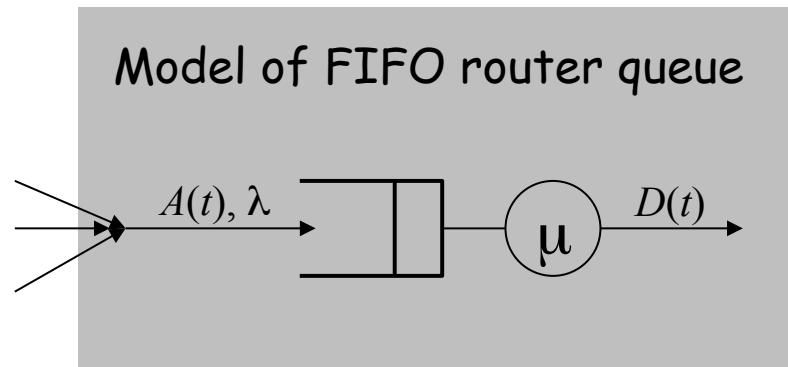 Model of FIFO router queue
A(t), λ
μ
D(t)